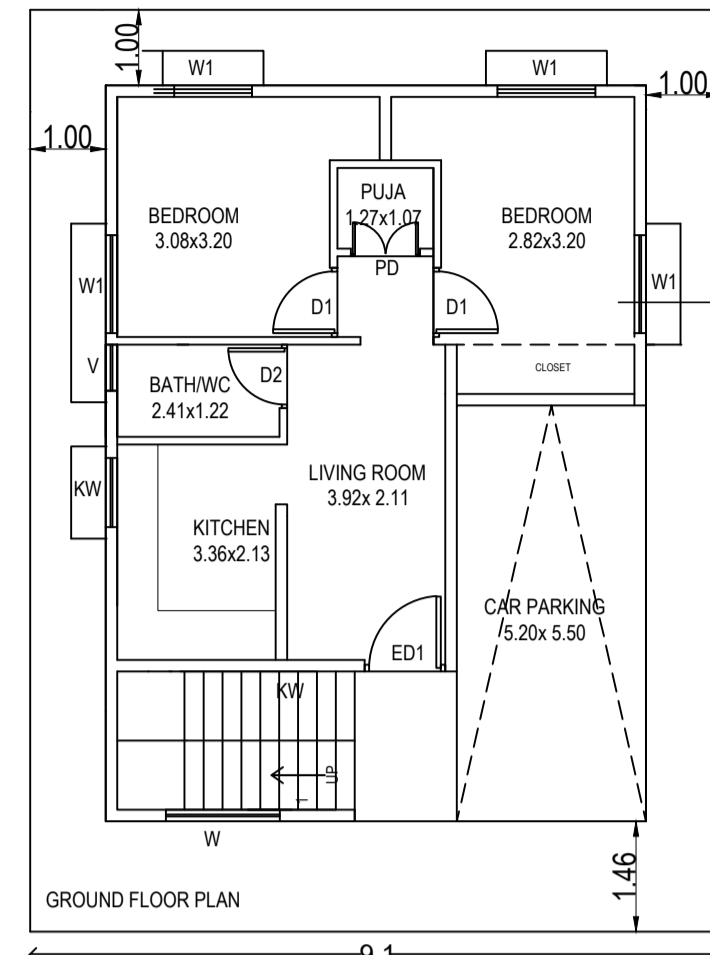 1.00
W1
W1
1.00
1.00
PUJA
1.27x1.07
BEDROOM
3.08x3.20
BEDROOM
2.82x3.20
PD
W1
W1
D1
D1
V
CLOSET
D2
BATH/WC
2.41x1.22
LIVING ROOM
3.92x 2.11
KW
KITCHEN
3.36x2.13
CAR PARKING
5.20x 5.50
ED1
KW
UP
W
1.46
GROUND FLOOR PLAN
9.1